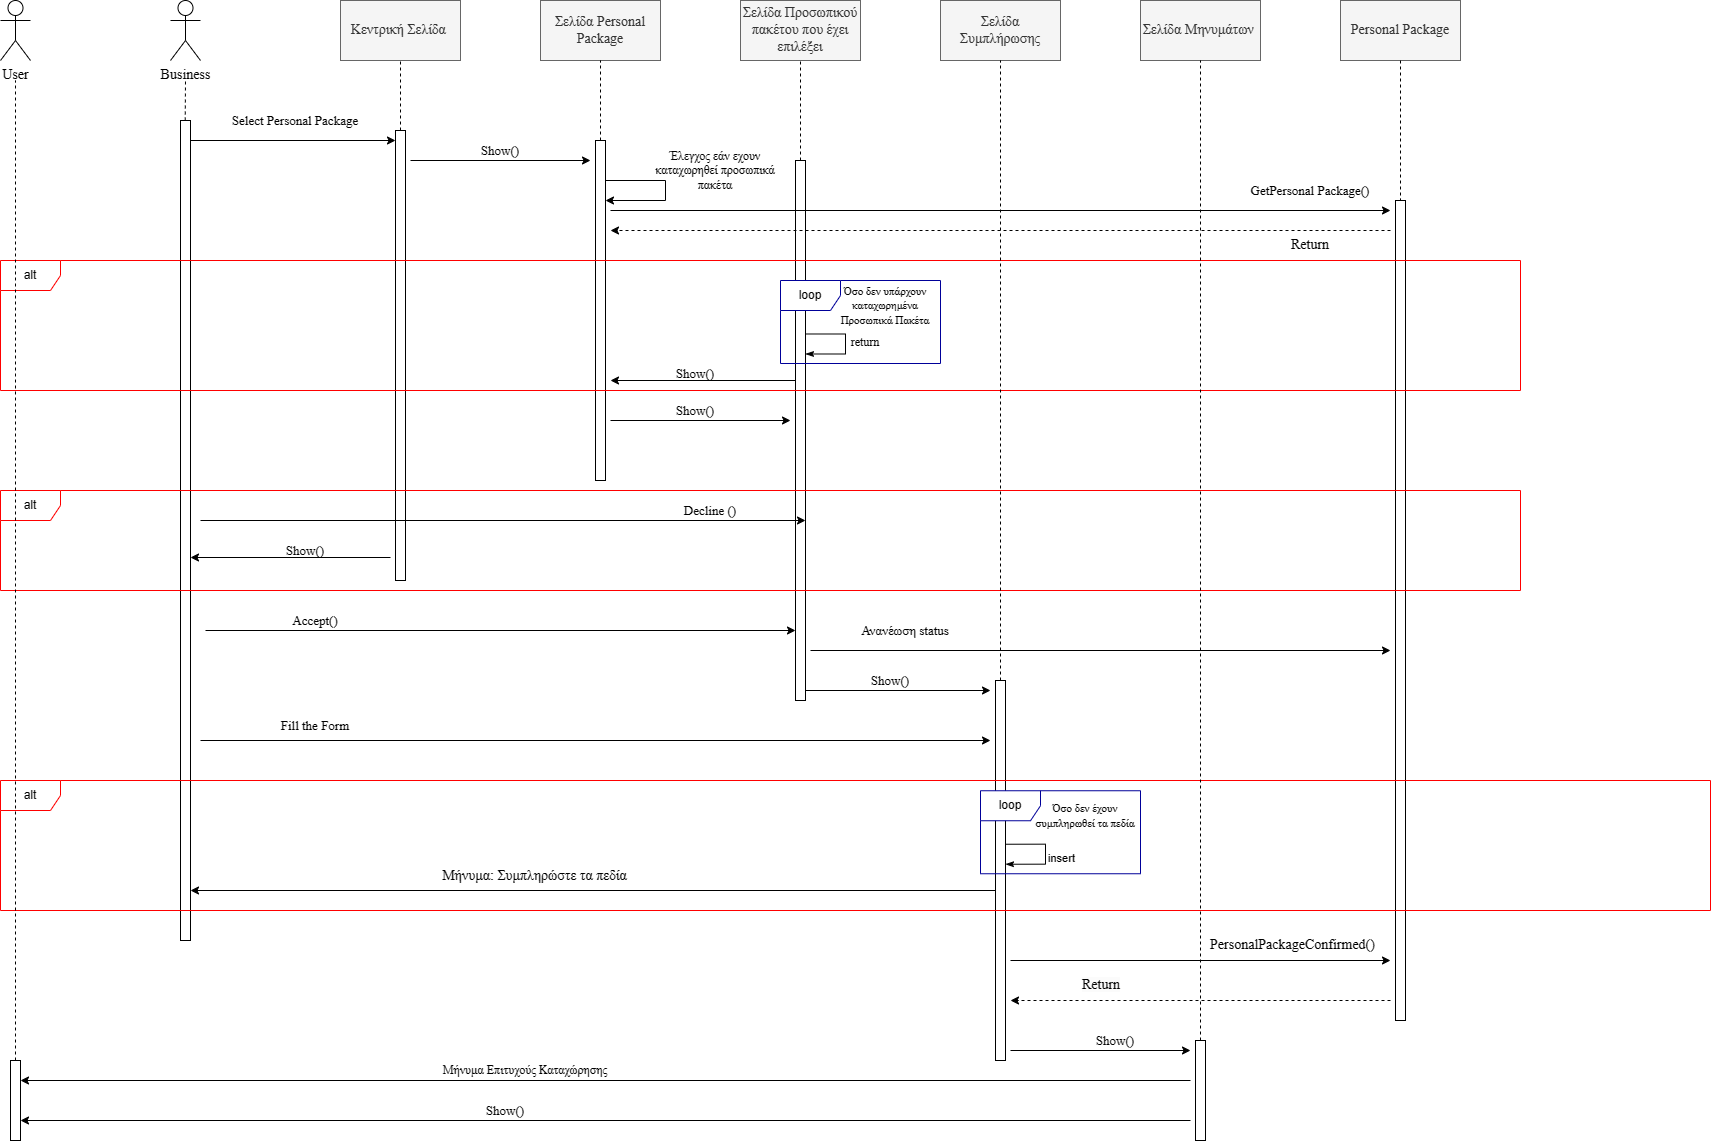 User
Business
Κεντρική Σελίδα
Σελίδα Personal
Package
Σελίδα Προσωπικού
πακέτου που έχει
επιλέξει
Σελίδα
Συμπλήρωσης
Σελίδα Μηνυμάτων
Personal Package
Select Personal Package
Show()
Έλεγχος εάν εχουν
καταχωρηθεί προσωπικά
πακέτα
GetPersonal Package()
Return
alt
loop
Όσο δεν υπάρχουν
καταχωρημένα
Προσωπικά Πακέτα
return
Show()
Show()
alt
Decline ()
Show()
Accept()
Ανανέωση status
Show()
Fill the Form
alt
loop
Όσο δεν έχουν
συμπληρωθεί τα πεδία
insert
Μήνυμα: Συμπληρώστε τα πεδία
PersonalPackageConfirmed()
Return
Show()
Μήνυμα Επιτυχούς Καταχώρησης
Show()